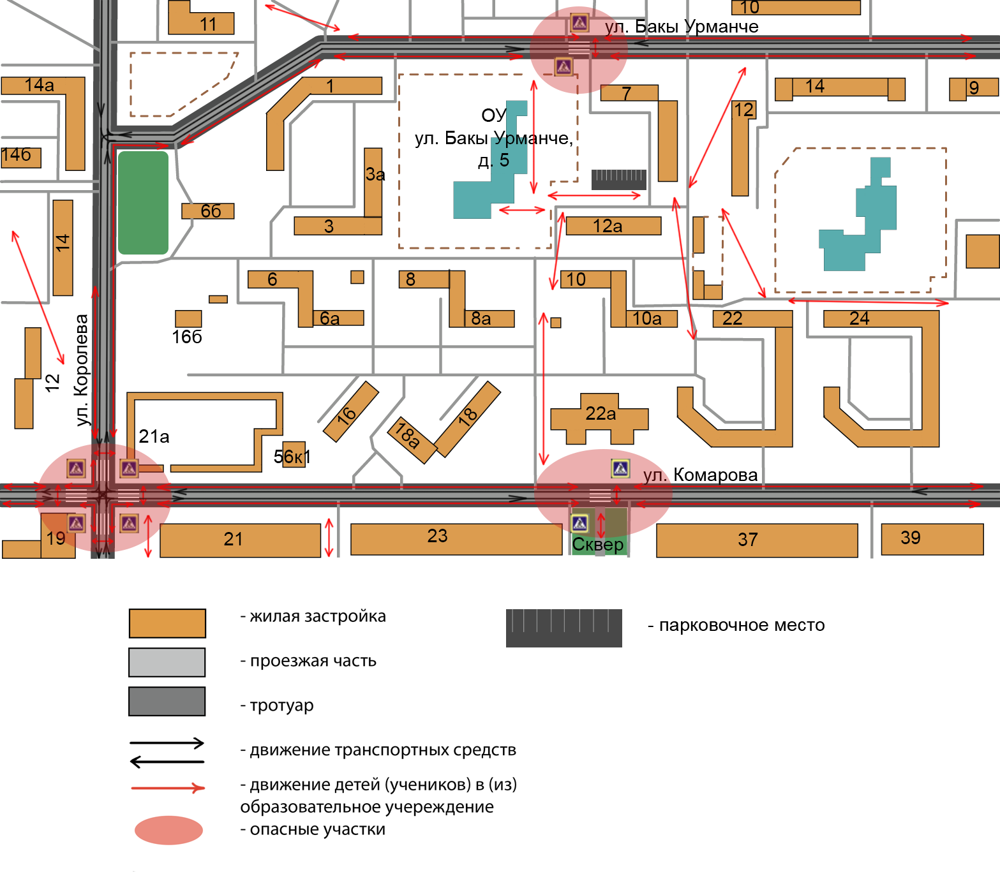 10
11
ул. Бакы Урманче
14а
1
7
14
9
12
ОУ
ул. Бакы Урманче,
д. 5
14б
3а
6б
3
12а
14
6
8
10
6а
8а
10а
22
24
16б
ул. Королева
12
16
18а
18
22а
21а
56к1
ул. Комарова
19
21
23
Сквер
37
39
- жилая застройка
- парковочное место
- проезжая часть
- тротуар
- движение транспортных средств
- движение детей (учеников) в (из)
образовательное учереждение
- опасные участки